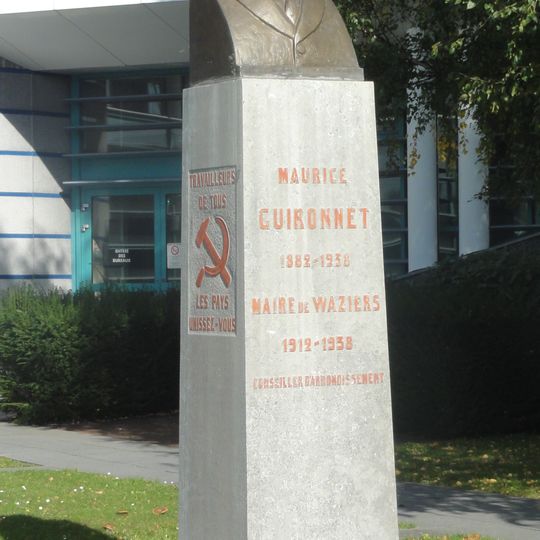 TRAVAILLEURS
DE TOUS
LES PAYS
UNISSEZ-VOUS
MAURICE
GUIRONNET
1882-1938
MAIRE DE WAZIERS
1912-1938
CONSEILLER D'ARRONDISSEMENT
ENTRÉE
DES
BUREAUX